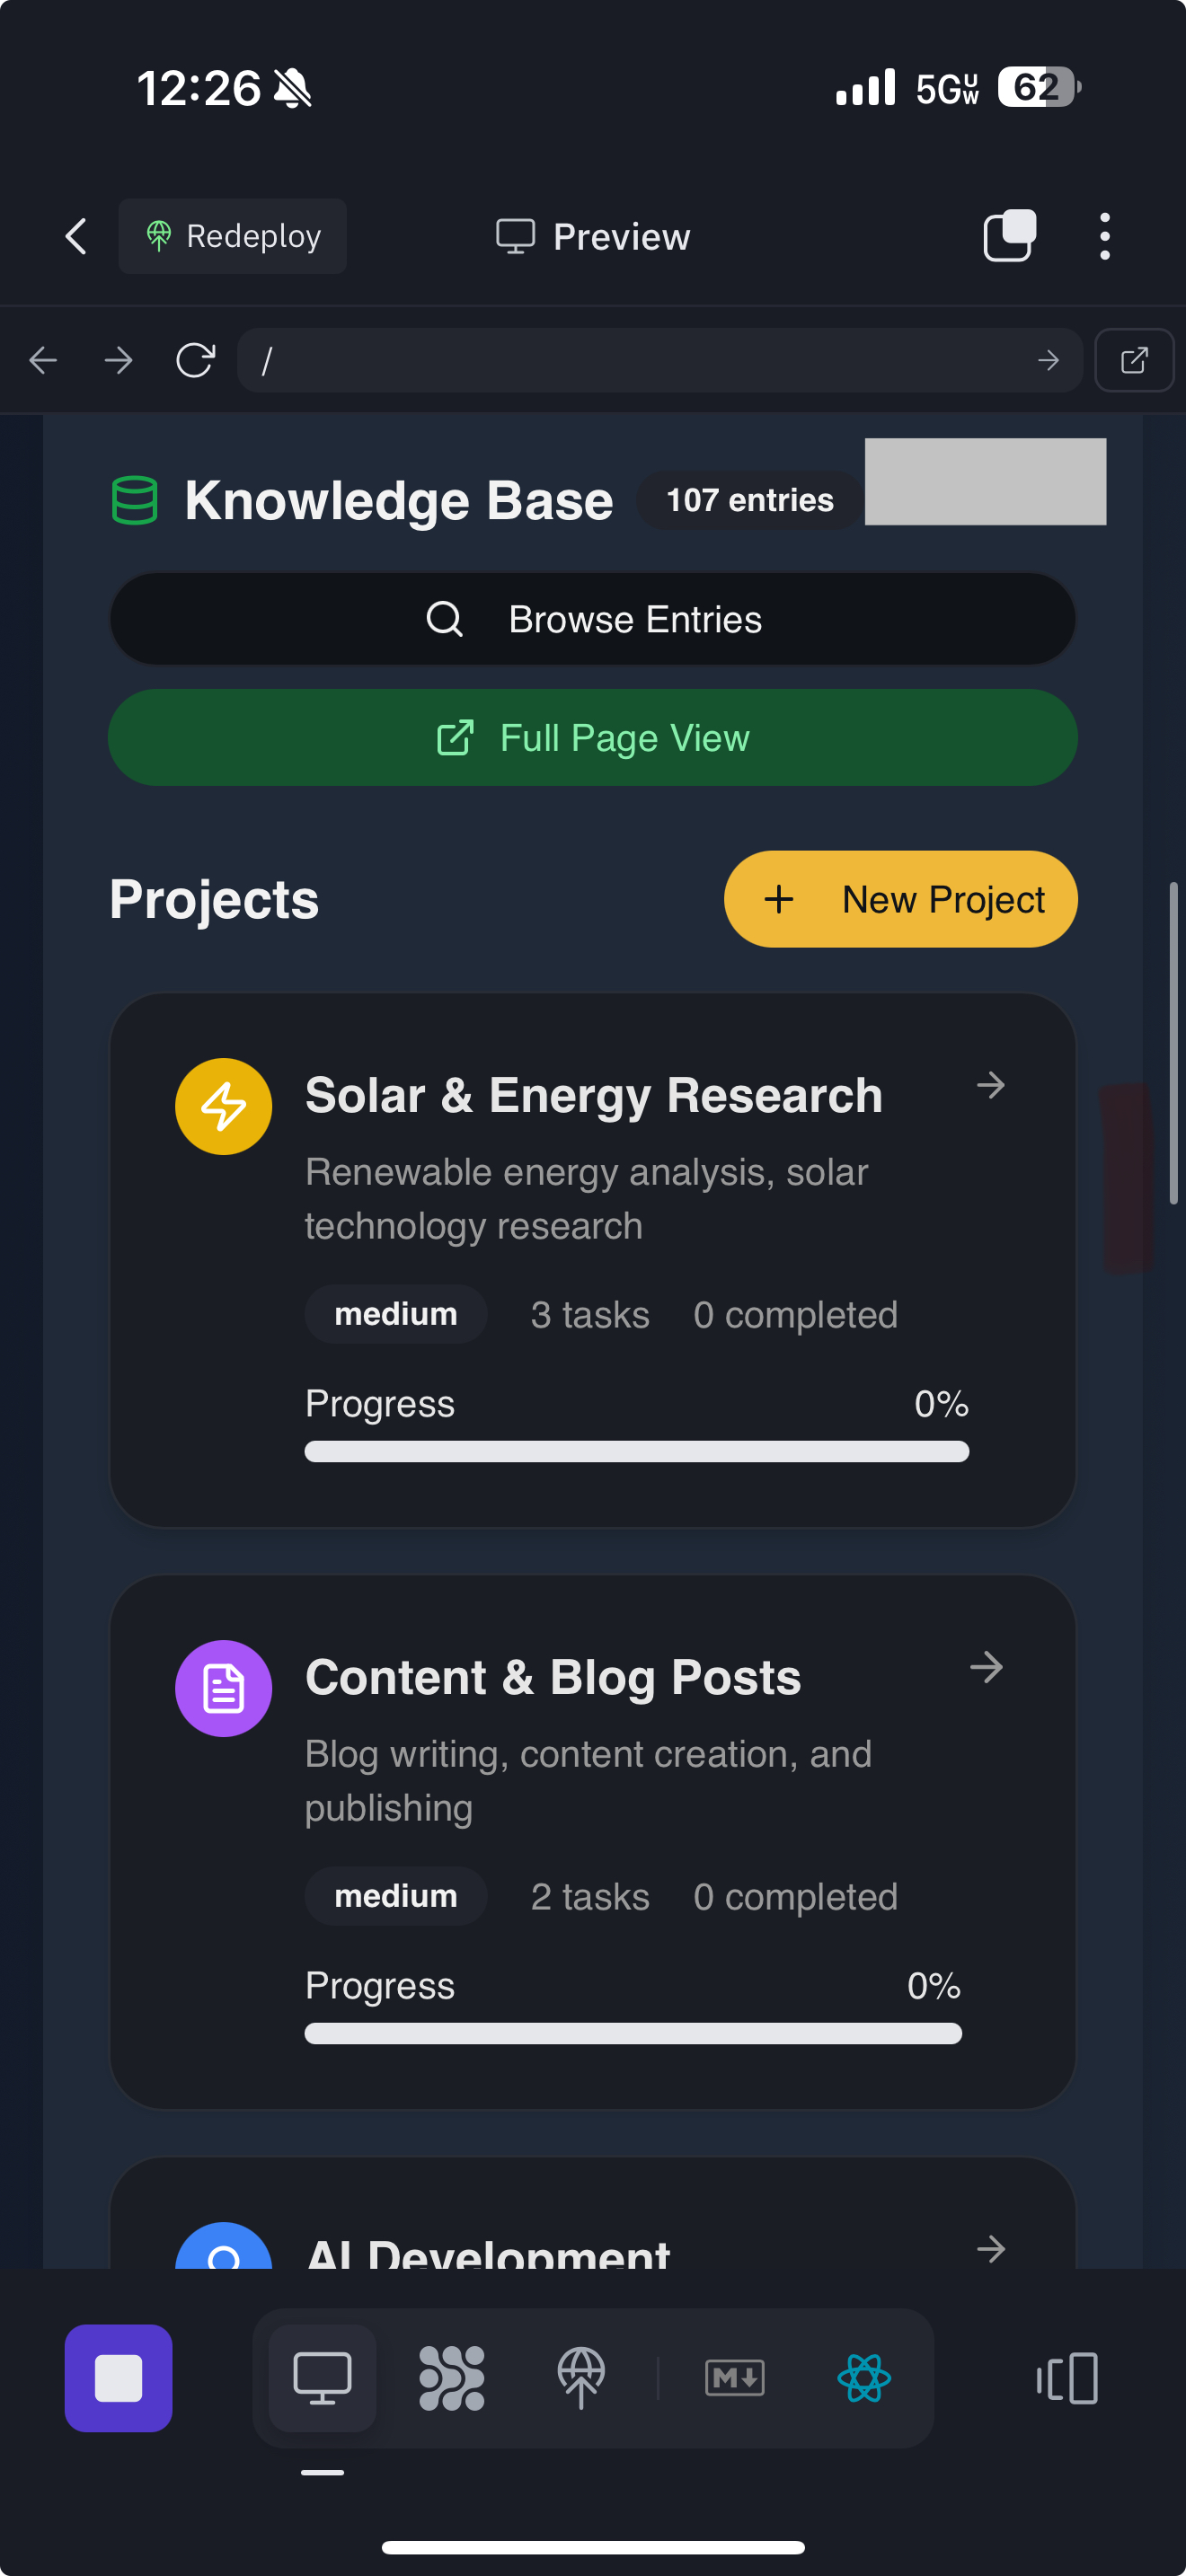 12:26
5G UW
62
Redeploy
Preview
/
Knowledge Base
107 entries
Browse Entries
Full Page View
Projects
New Project
Solar & Energy Research
Renewable energy analysis, solar
technology research
medium
3 tasks
0 completed
Progress
0%
Content & Blog Posts
Blog writing, content creation, and
publishing
medium
2 tasks
0 completed
Progress
0%
AI Development
M